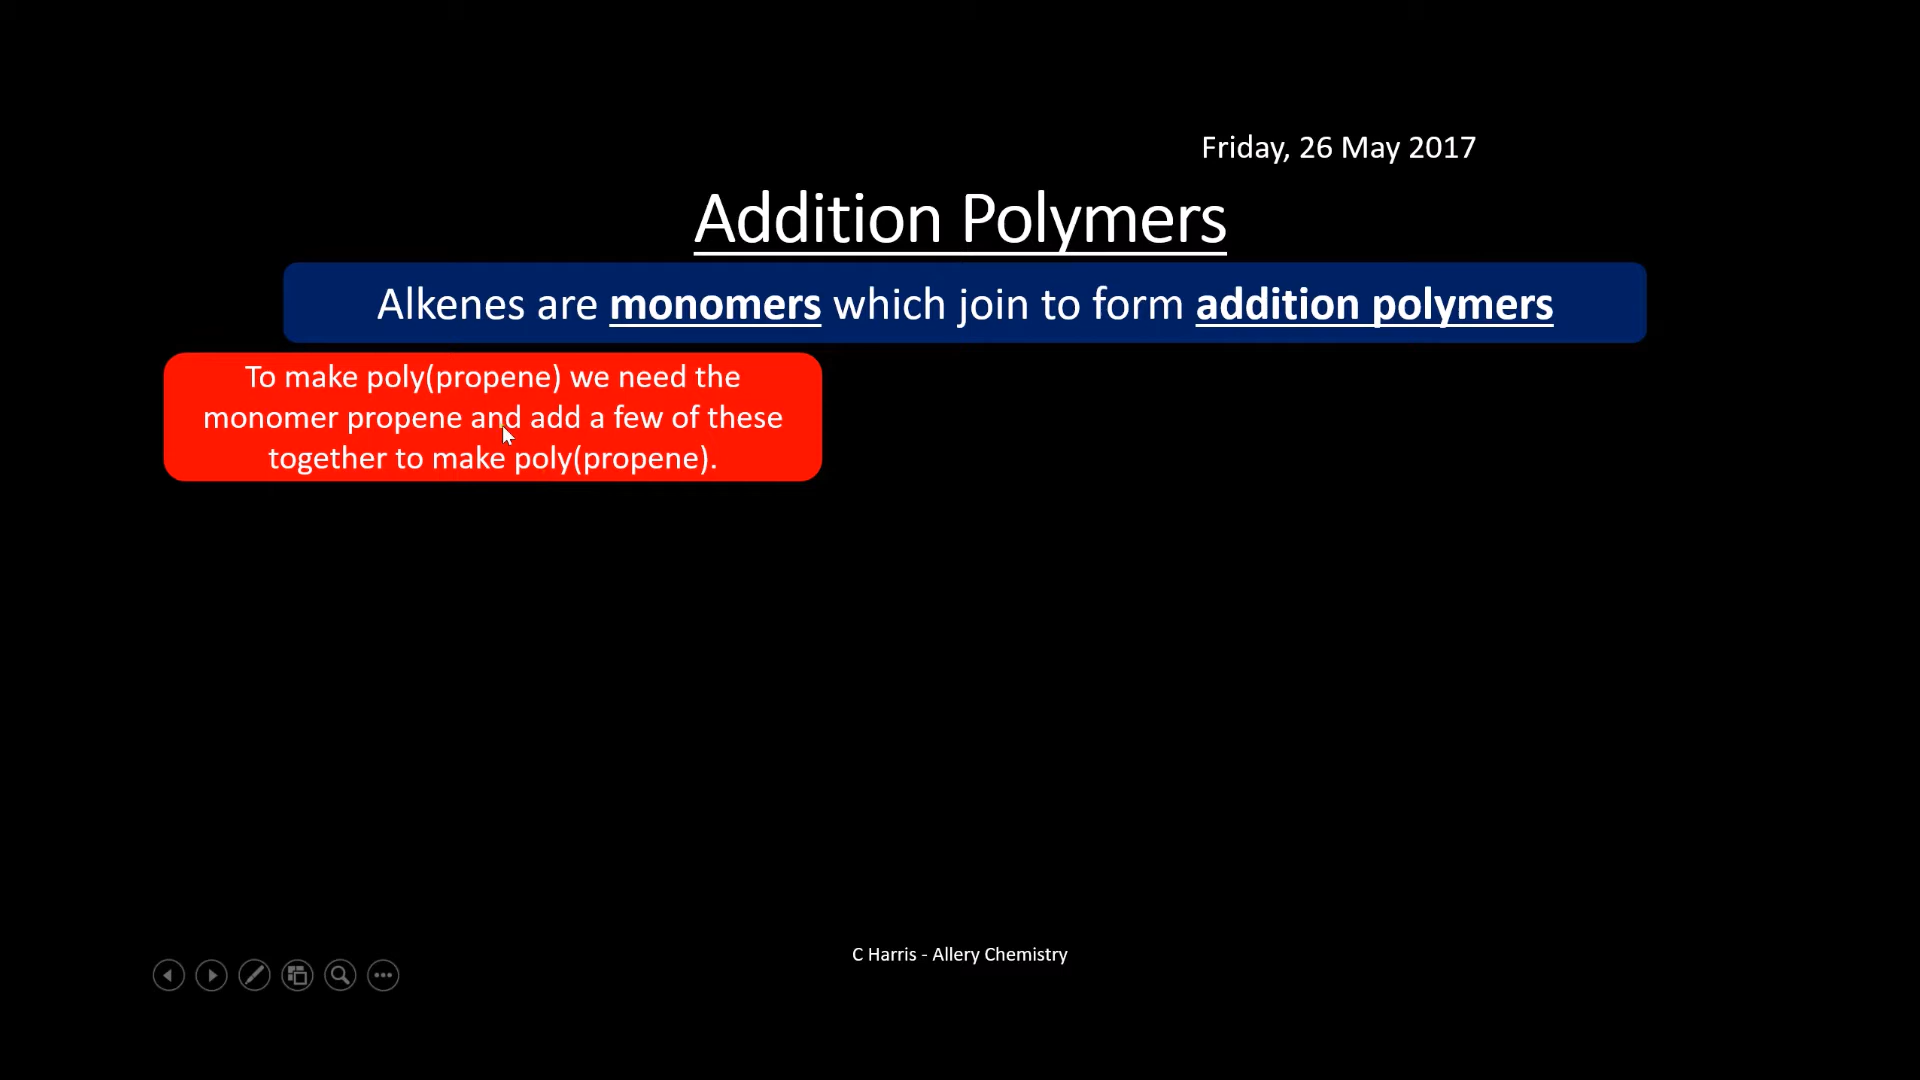 Friday, 26 May 2017
Addition Polymers
Alkenes are monomers which join to form addition polymers
To make poly(propene) we need the
monomer propene and add a few of these
together to make poly(propene).
C Harris - Allery Chemistry